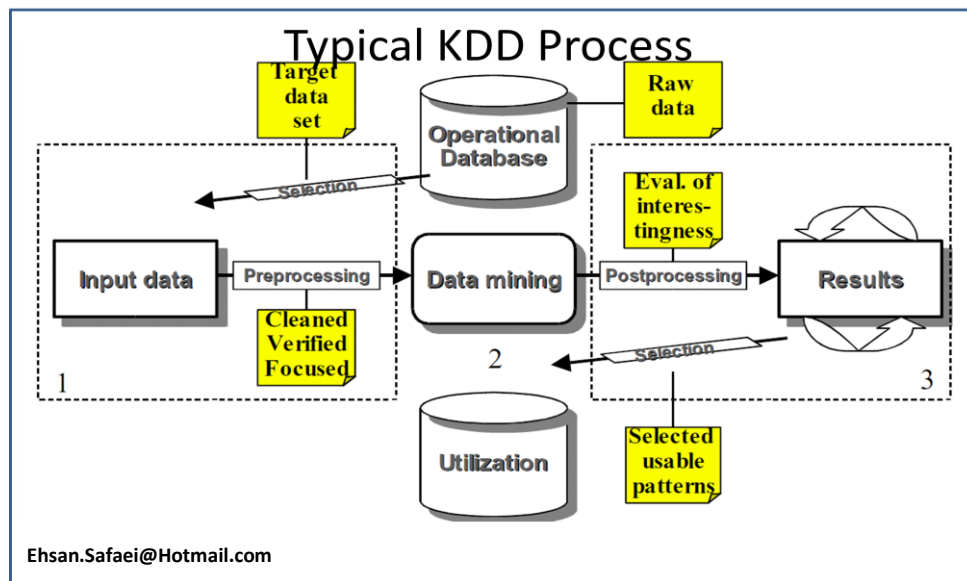 Typical KDD Process
Target
data
set
Operational
Database
Raw
data
Selection
Eval. of
interes-
tingness
Input data
Preprocessing
Data mining
Postprocessing
Results
Cleaned
Verified
Focused
1
2
Selection
3
Utilization
Selected
usable
patterns
Ehsan.Safaei@Hotmail.com